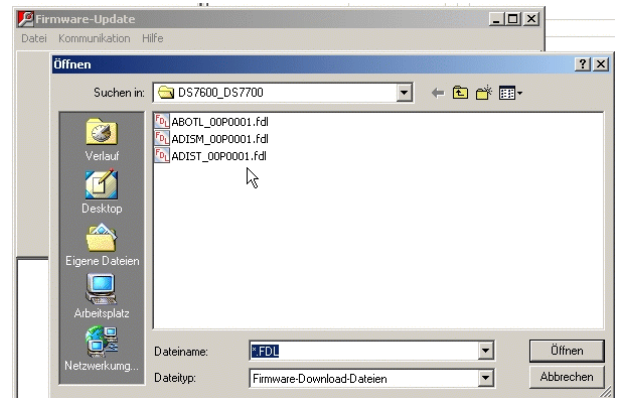 Firmware-Update
Datei Kommunikation Hilfe
Öffnen
Suchen in: DS7600_DS7700
ABOTL_00P0001.fdl
ADISM_00P0001.fdl
ADIST_00P0001.fdl
Verlauf
Desktop
Eigene Dateien
Arbeitsplatz
Netzwerkumg...
Dateiname: *.FDL Öffnen
Dateityp: Firmware-Download-Dateien Abbrechen